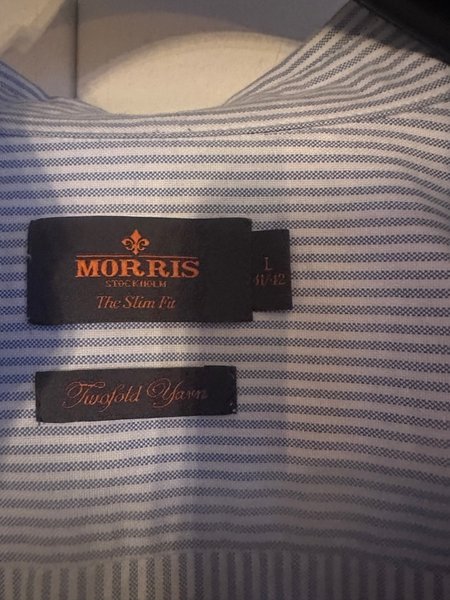 MORRIS
STOCKHOLM
The Slim Fit
L
41/42
Twofold Yarn